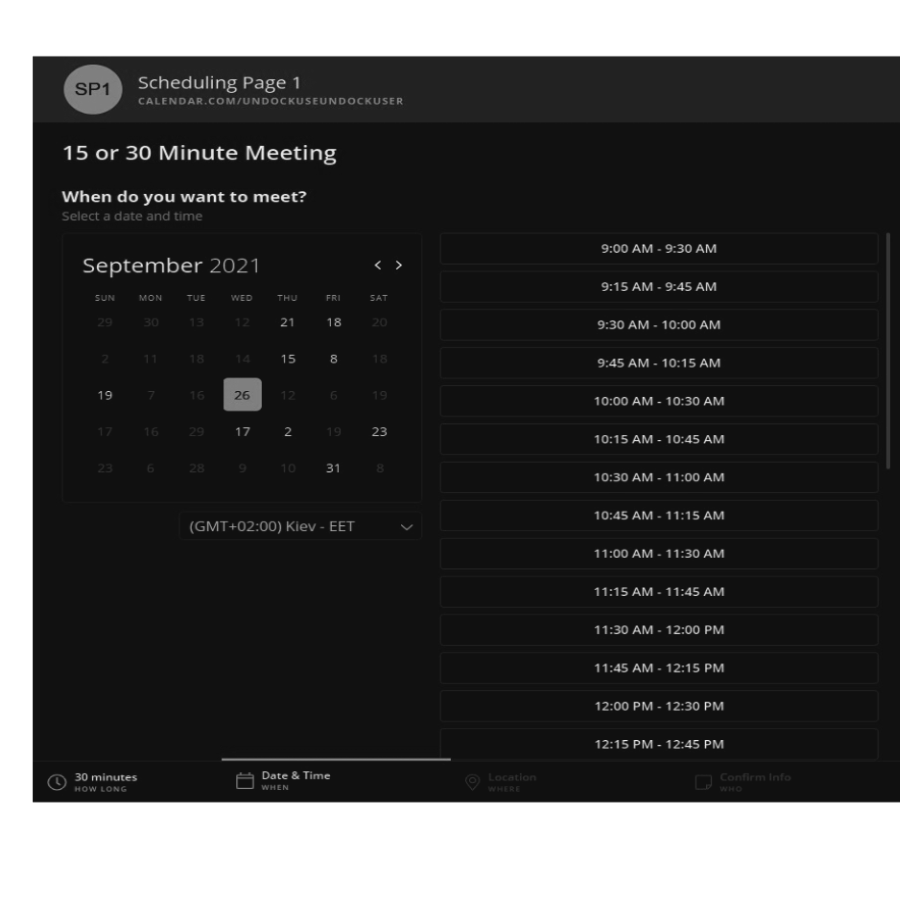 SP1
Scheduling Page 1
CALENDAR.COM/UNDOCKUSEUNDOCKUSER
15 or 30 Minute Meeting
When do you want to meet?
Select a date and time
September 2021
< >
SUN MON TUE WED THU FRI SAT
29 30 13 12 21 18 20
2 11 18 14 15 8 18
19 7 16 26 12 6 19
17 16 29 17 2 19 23
23 6 28 9 10 31 8
(GMT+02:00) Kiev - EET
9:00 AM - 9:30 AM
9:15 AM - 9:45 AM
9:30 AM - 10:00 AM
9:45 AM - 10:15 AM
10:00 AM - 10:30 AM
10:15 AM - 10:45 AM
10:30 AM - 11:00 AM
10:45 AM - 11:15 AM
11:00 AM - 11:30 AM
11:15 AM - 11:45 AM
11:30 AM - 12:00 PM
11:45 AM - 12:15 PM
12:00 PM - 12:30 PM
12:15 PM - 12:45 PM
30 minutes
HOW LONG
Date & Time
WHEN
Location
WHERE
Confirm Info
WHO